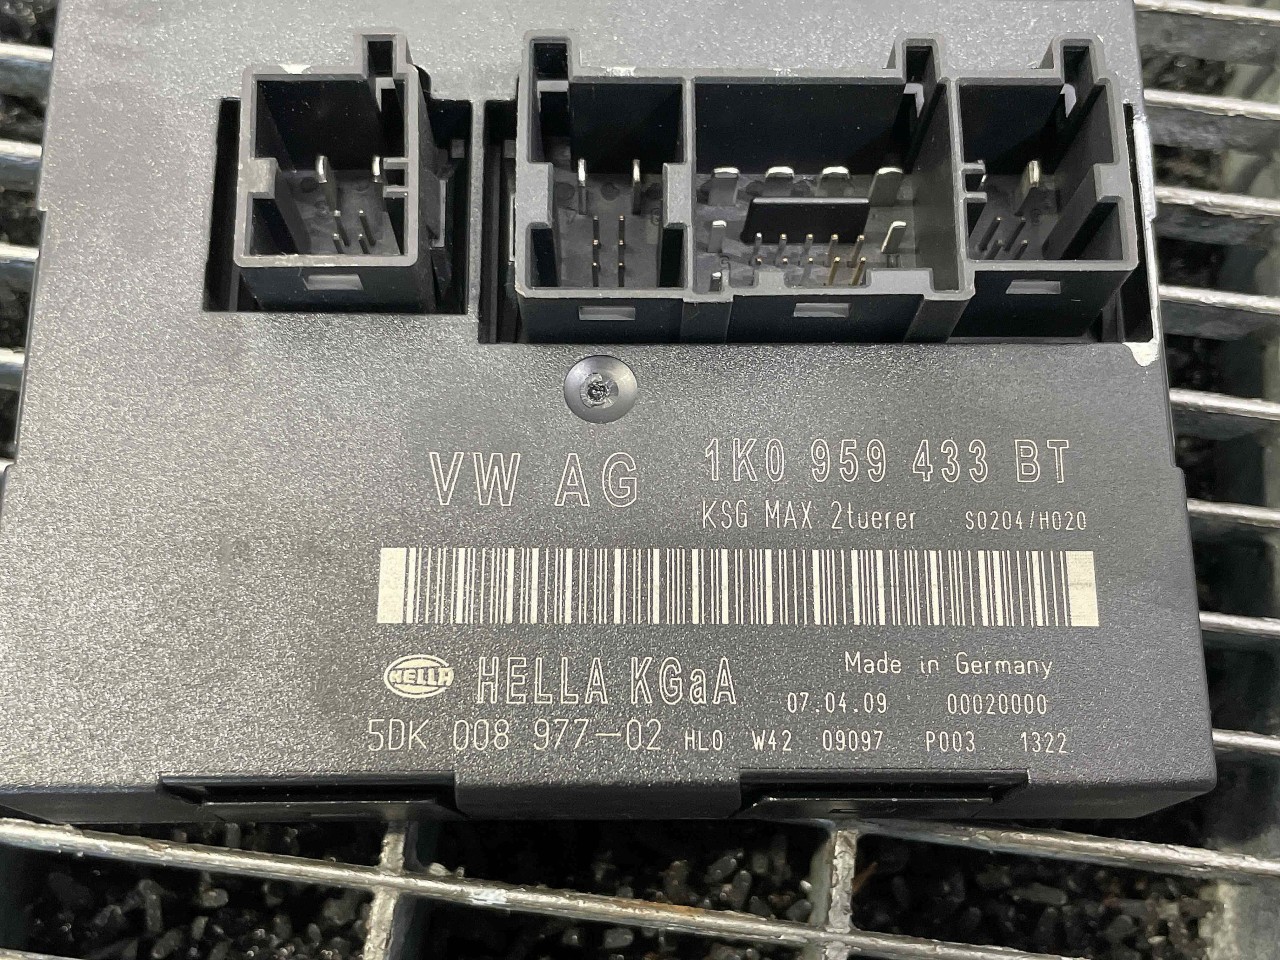 VW AG 1K0 959 433 BT
KSG MAX 2tuerer S0204/H020
HELLA HELLA KGaA Made in Germany
07.04.09 00020000
5DK 008 977-02 HL0 W42 09097 P003 1322